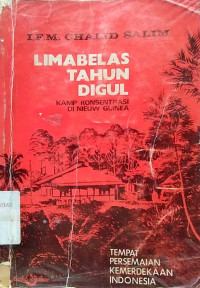 I.F.M. CHALID SALIM
LIMABELAS
TAHUN
DIGUL
KAMP KONSENTRASI
DI NIEUW GUINEA
TEMPAT
PERSEMAIAN
KEMERDEKAAN
INDONESIA